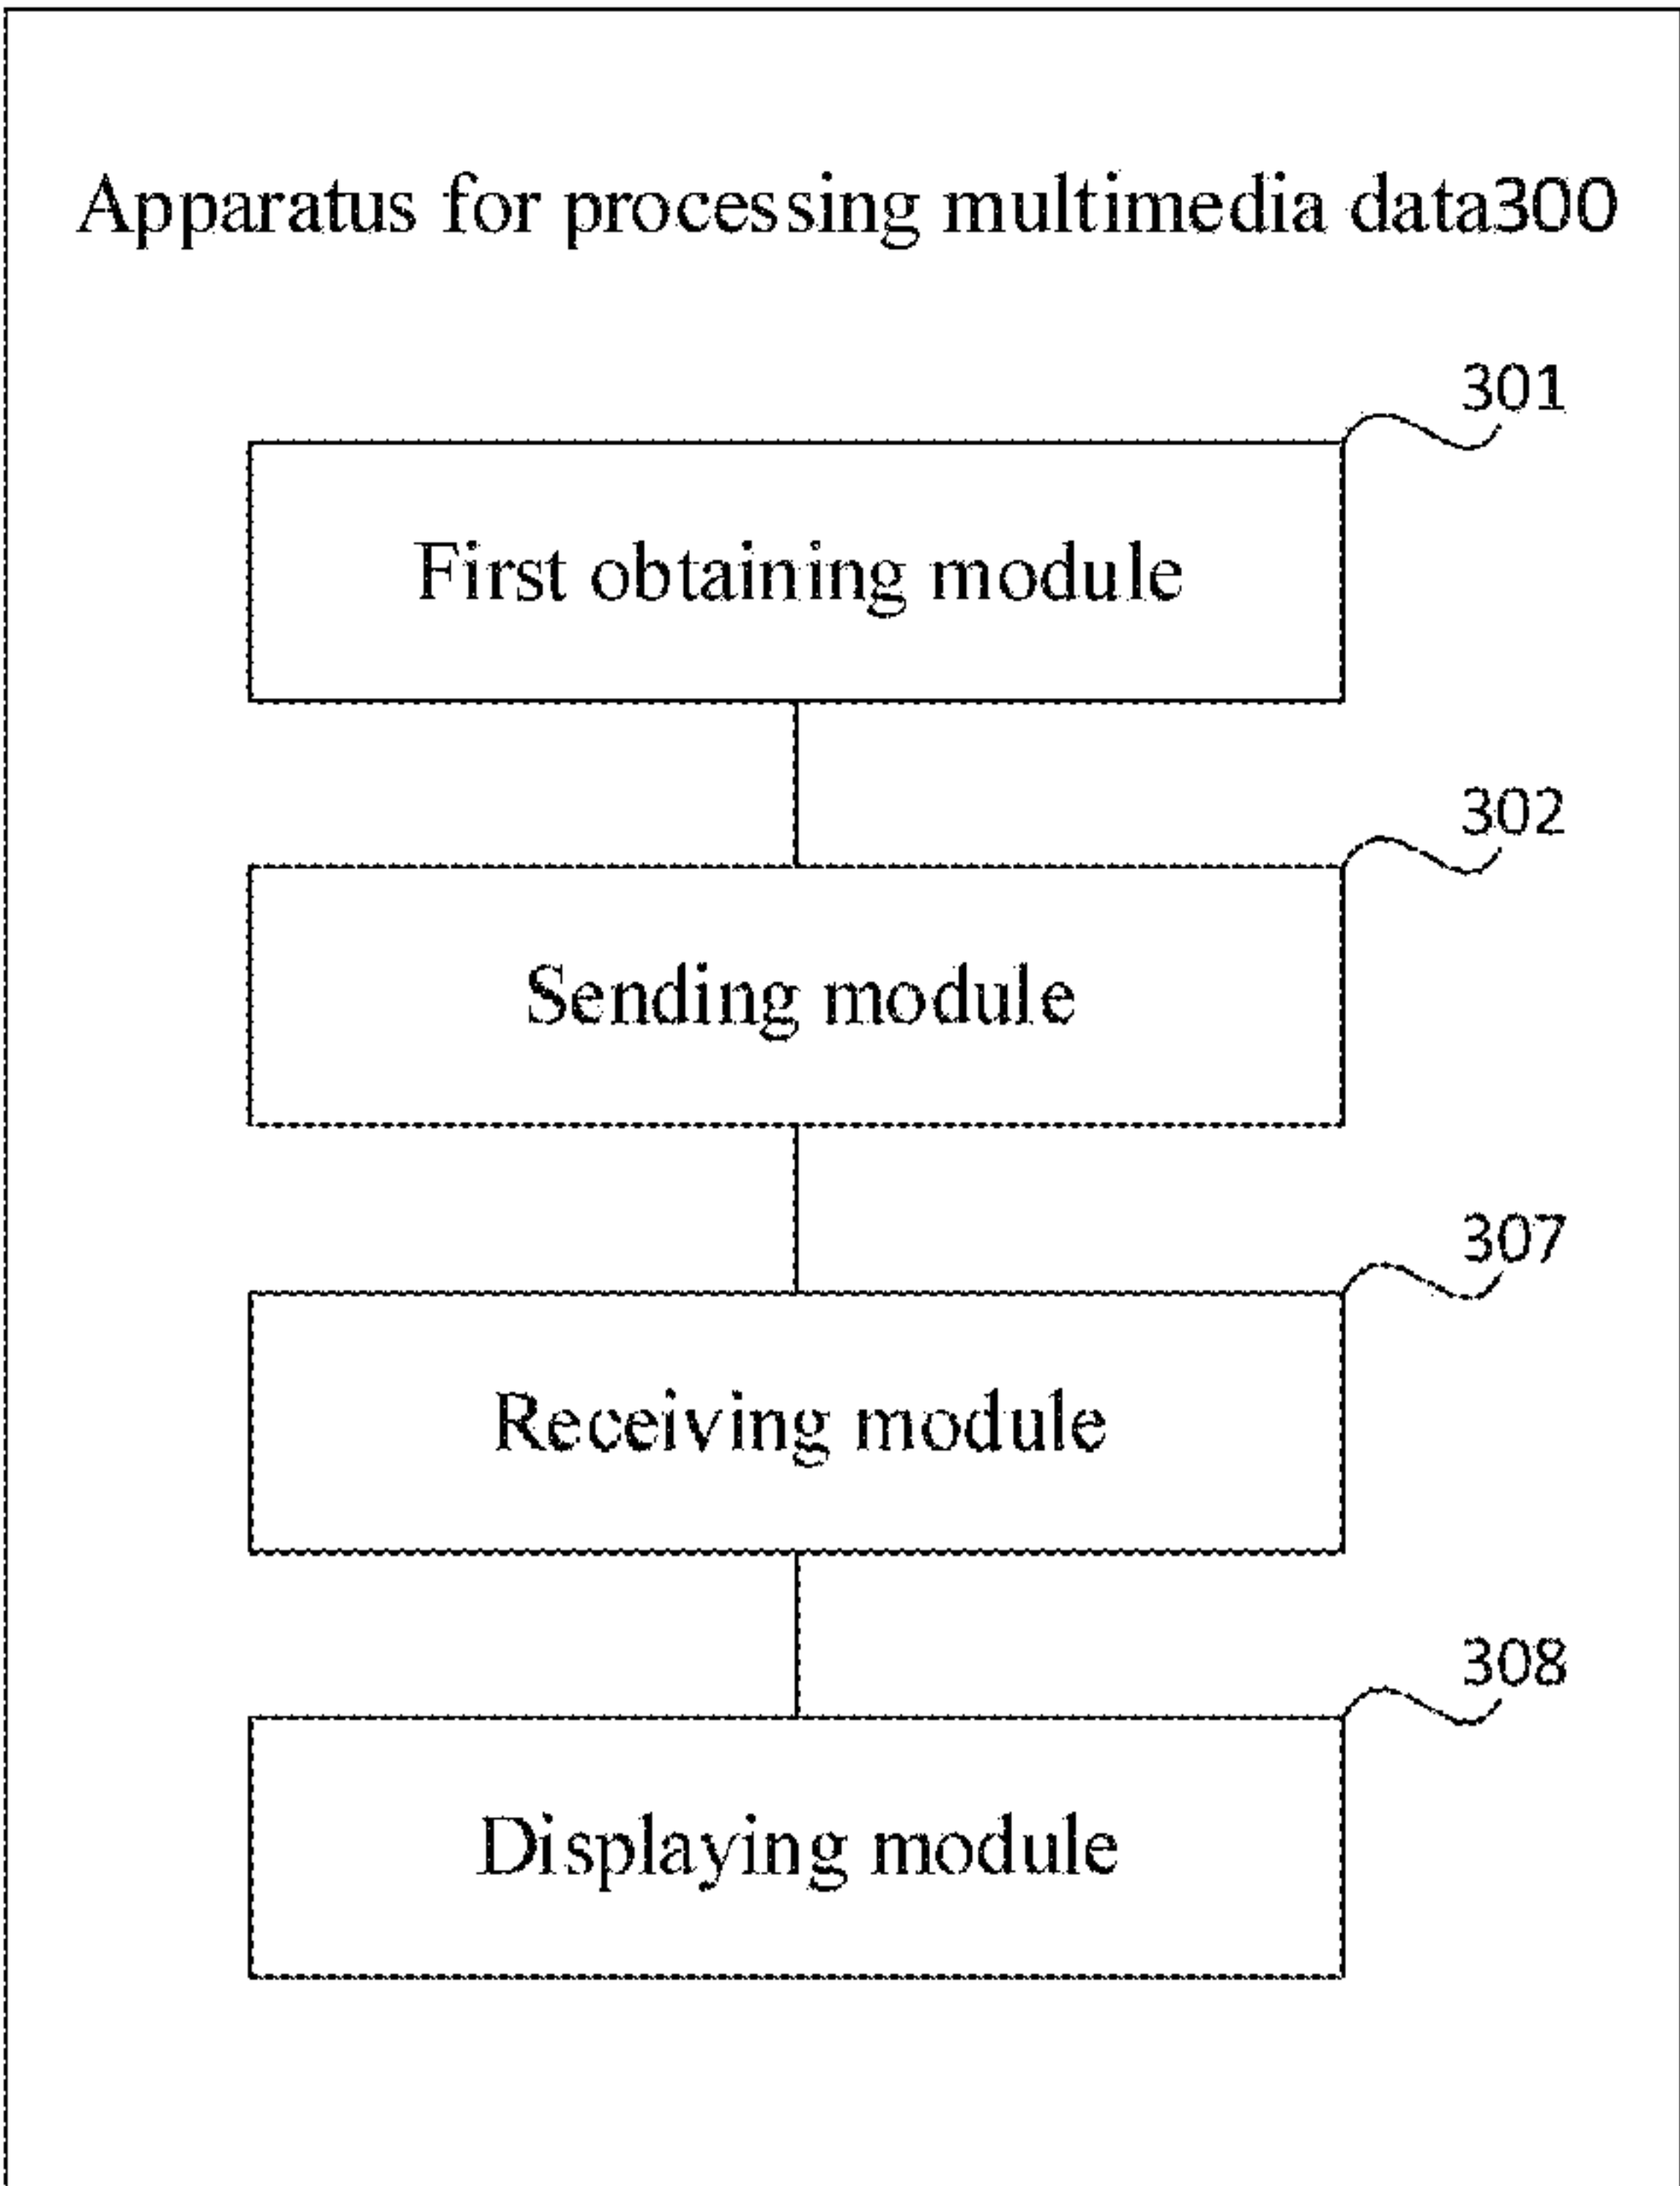 Apparatus for processing multimedia data300
301
First obtaining module
302
Sending module
307
Receiving module
308
Displaying module